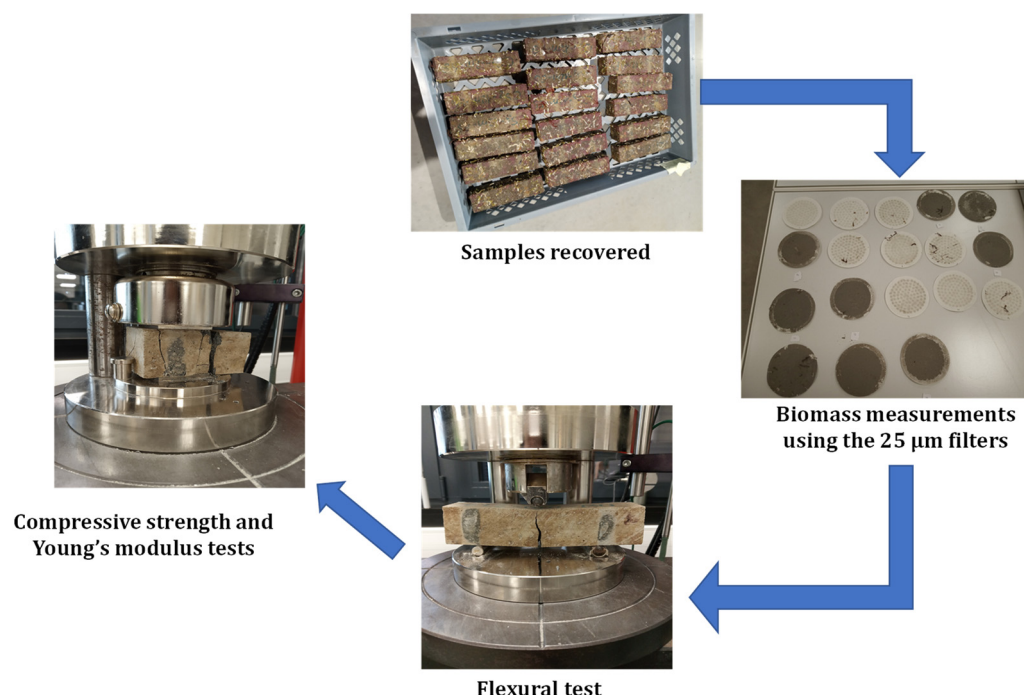 Samples recovered
Biomass measurements
using the 25 μm filters
Flexural test
Compressive strength and
Young's modulus tests